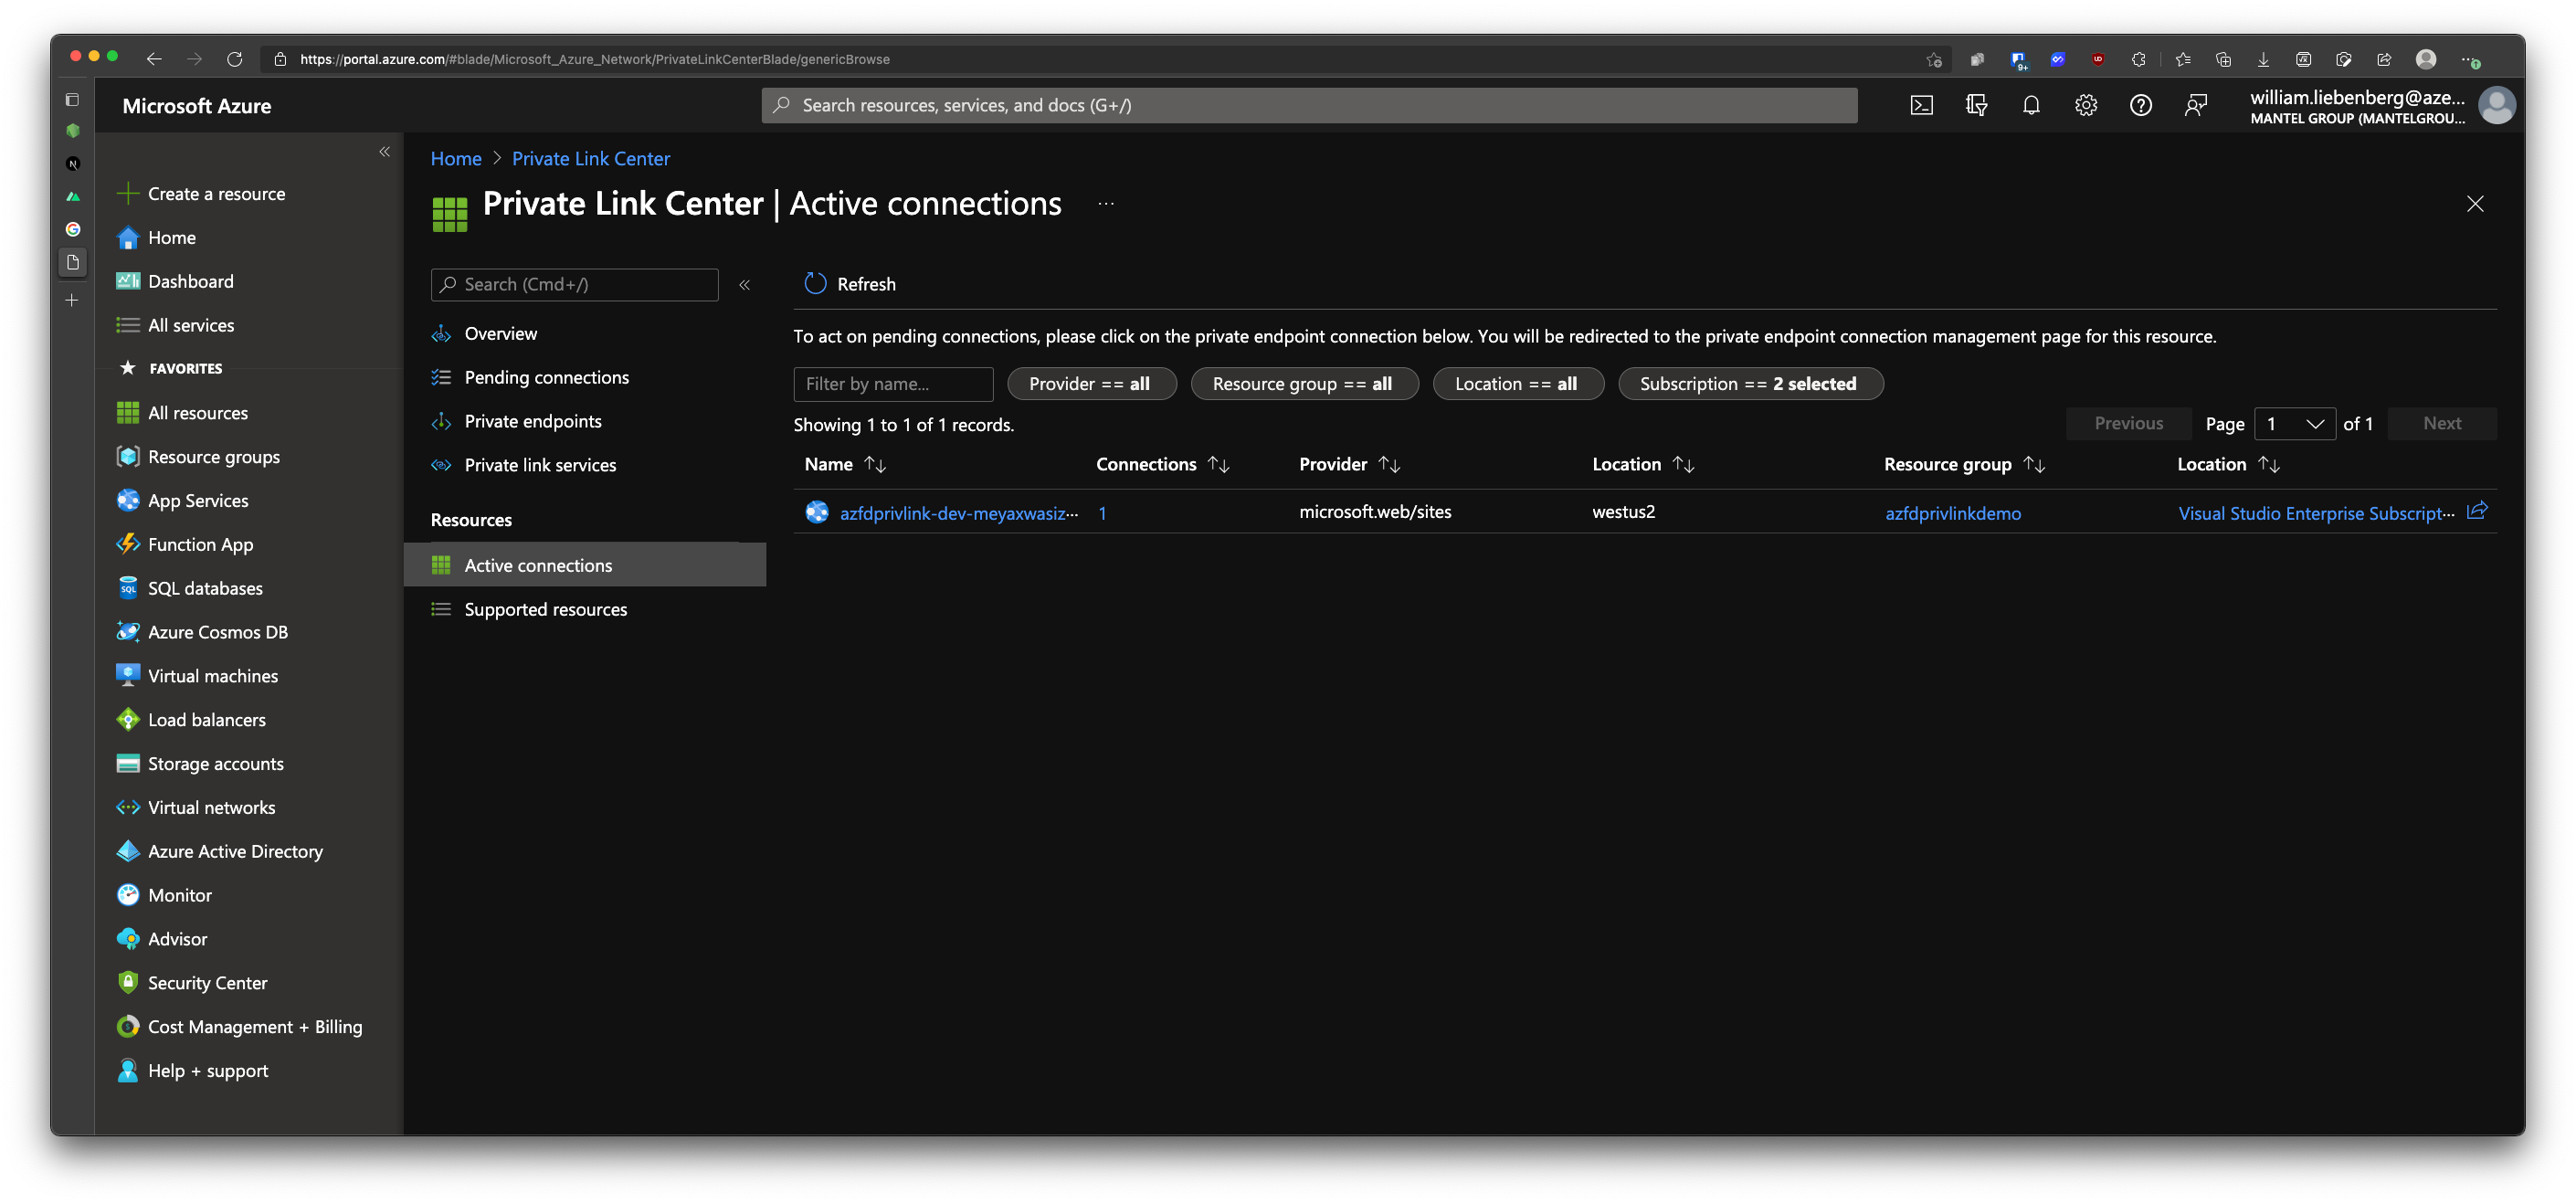 https://portal.azure.com/#blade/Microsoft_Azure_Network/PrivateLinkCenterBlade/genericBrowse
9+
Microsoft Azure
Search resources, services, and docs (G+/)
william.liebenberg@aze...
MANTEL GROUP (MANTELGROU...
Create a resource
Home
Dashboard
All services
FAVORITES
All resources
Resource groups
App Services
Function App
SQL databases
Azure Cosmos DB
Virtual machines
Load balancers
Storage accounts
Virtual networks
Azure Active Directory
Monitor
Advisor
Security Center
Cost Management + Billing
Help + support
Home > Private Link Center
Private Link Center | Active connections ...
Search (Cmd+/)
Overview
Pending connections
Private endpoints
Private link services
Resources
Active connections
Supported resources
Refresh
To act on pending connections, please click on the private endpoint connection below. You will be redirected to the private endpoint connection management page for this resource.
Filter by name...
Provider == all
Resource group == all
Location == all
Subscription == 2 selected
Showing 1 to 1 of 1 records.
Previous
Page 1 of 1
Next
Name Connections Provider Location Resource group Location
azfdprivlink-dev-meyaxwasiz... 1 microsoft.web/sites westus2 azfdprivlinkdemo Visual Studio Enterprise Subscript...